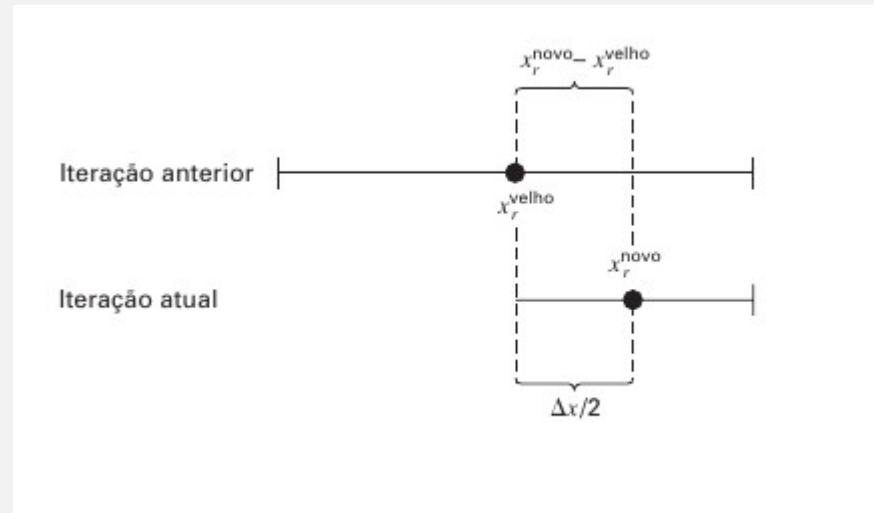 x_r^novo – x_r^velho
Iteração anterior
x_r^velho
x_r^novo
Iteração atual
Δx/2